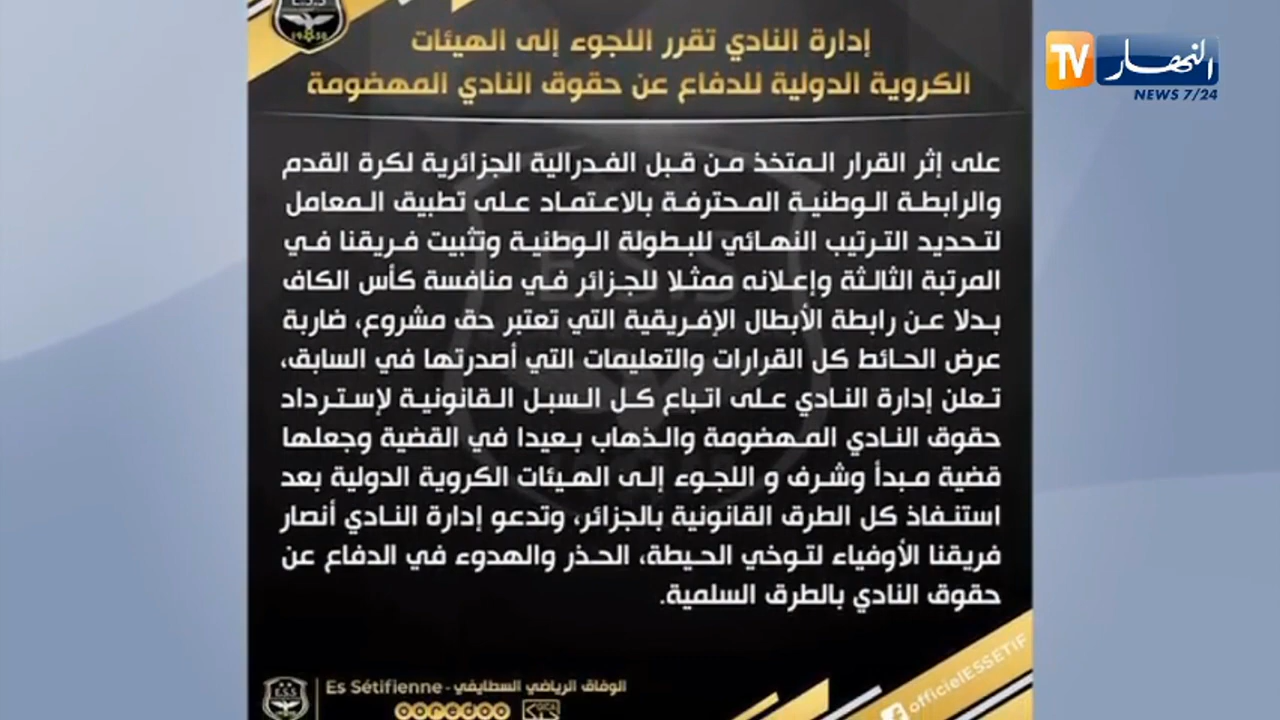 E.S.S
1958
النهار TV
NEWS 7/24
إدارة النادي تقرر اللجوء إلى الهيئات
الكروية الدولية للدفاع عن حقوق النادي المهضومة
على إثر القرار المتخذ من قبل الفدرالية الجزائرية لكرة القدم
والرابطة الوطنية المحترفة بالاعتماد على تطبيق المعامل
لتحديد الترتيب النهائي للبطولة الوطنية وتثبيت فريقنا في
المرتبة الثالثة وإعلانه ممثلا للجزائر في منافسة كأس الكاف
بدلا عن رابطة الأبطال الإفريقية التي تعتبر حق مشروع، ضاربة
عرض الحائط كل القرارات والتعليمات التي أصدرتها في السابق،
تعلن إدارة النادي على اتباع كل السبل القانونية لإسترداد
حقوق النادي المهضومة والذهاب بعيدا في القضية وجعلها
قضية مبدأ وشرف و اللجوء إلى الهيئات الكروية الدولية بعد
استنفاذ كل الطرق القانونية بالجزائر، وتدعو إدارة النادي أنصار
فريقنا الأوفياء لتوخي الحيطة، الحذر والهدوء في الدفاع عن
حقوق النادي بالطرق السلمية.
E.S.S
الوفاق الرياضي السطايفي - Es Sétifienne
ooredoo
officielESSETIF